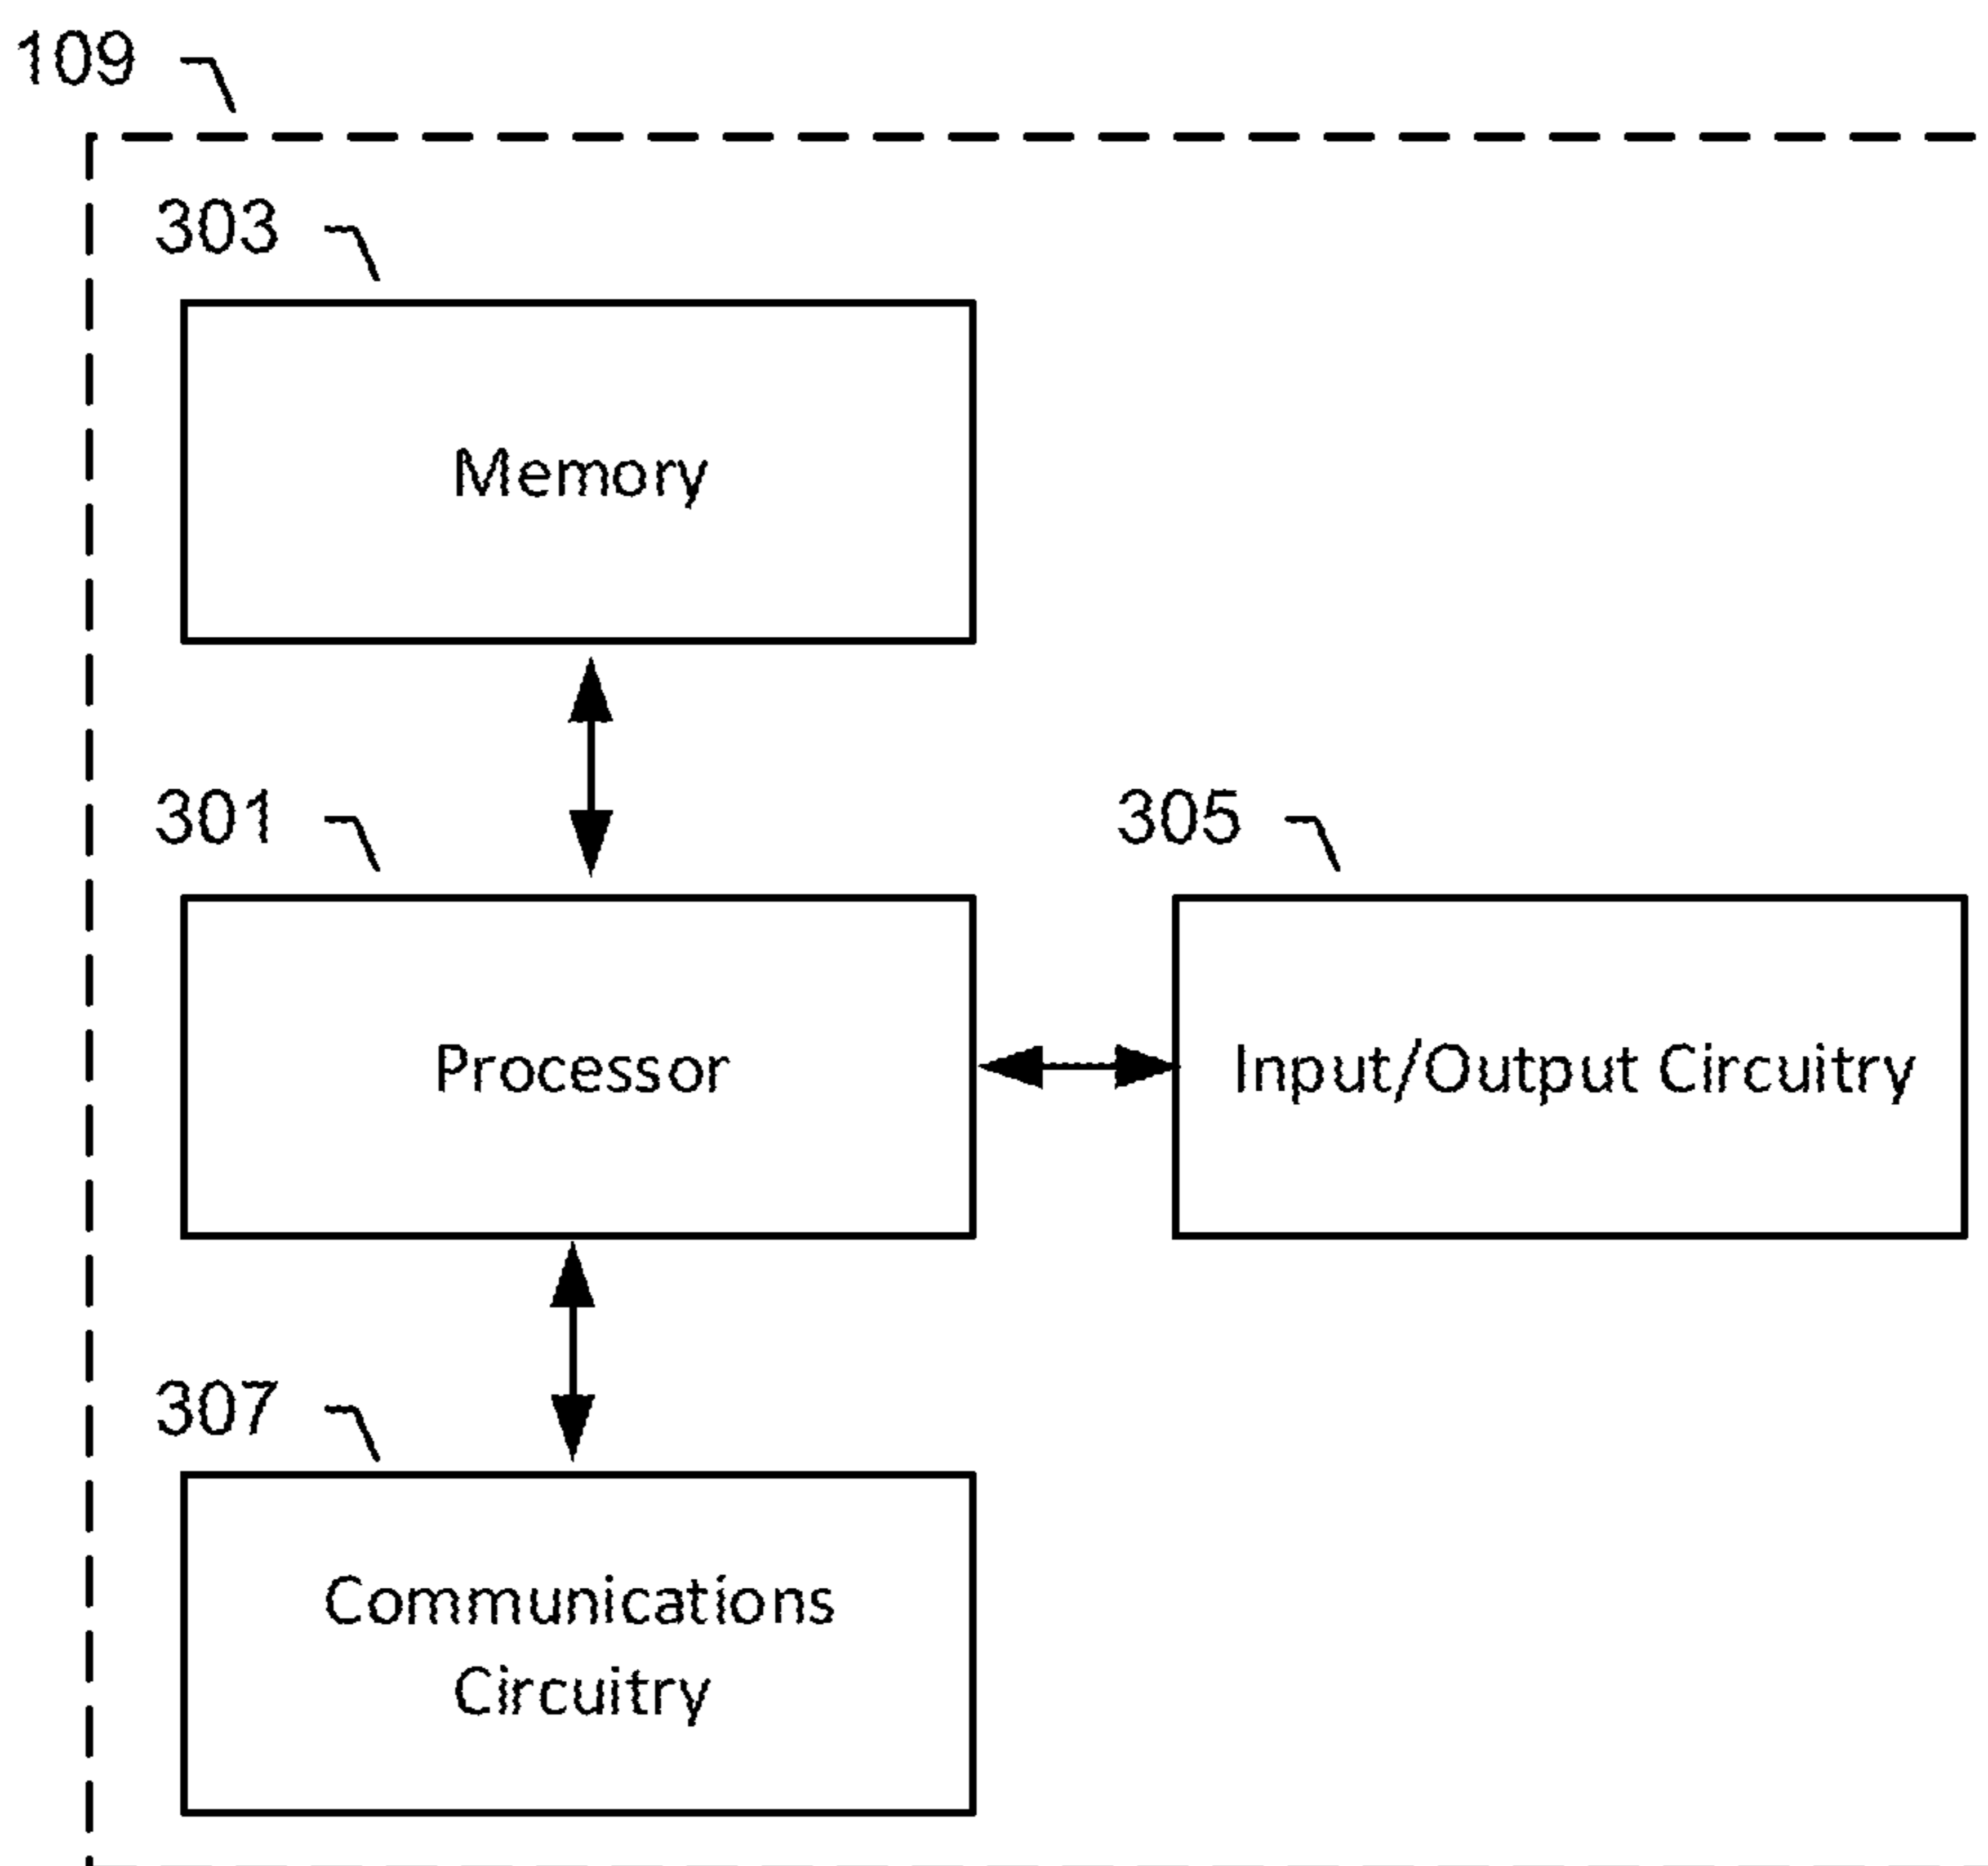 109
303
Memory
301
305
Processor
Input/Output Circuitry
307
Communications
Circuitry